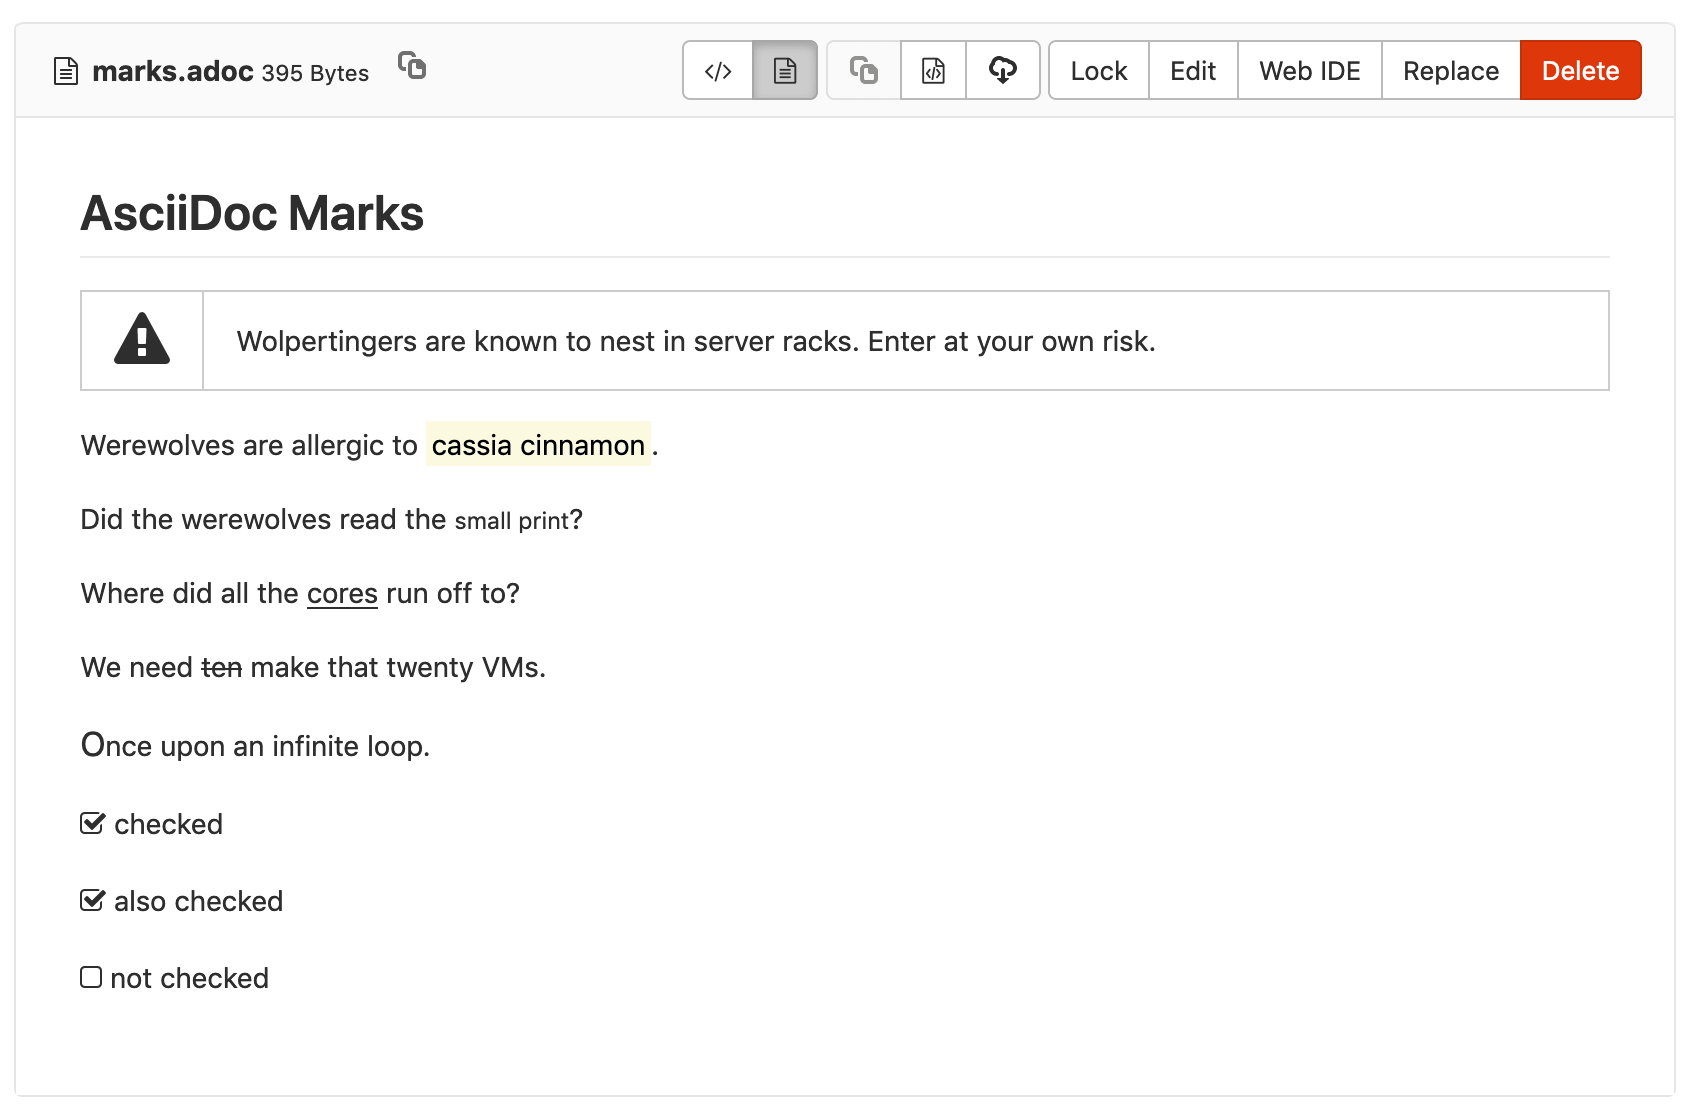 marks.adoc 395 Bytes
Lock Edit Web IDE Replace Delete
AsciiDoc Marks
Wolpertingers are known to nest in server racks. Enter at your own risk.
Werewolves are allergic to cassia cinnamon.
Did the werewolves read the small print?
Where did all the cores run off to?
We need ten make that twenty VMs.
Once upon an infinite loop.
checked
also checked
not checked